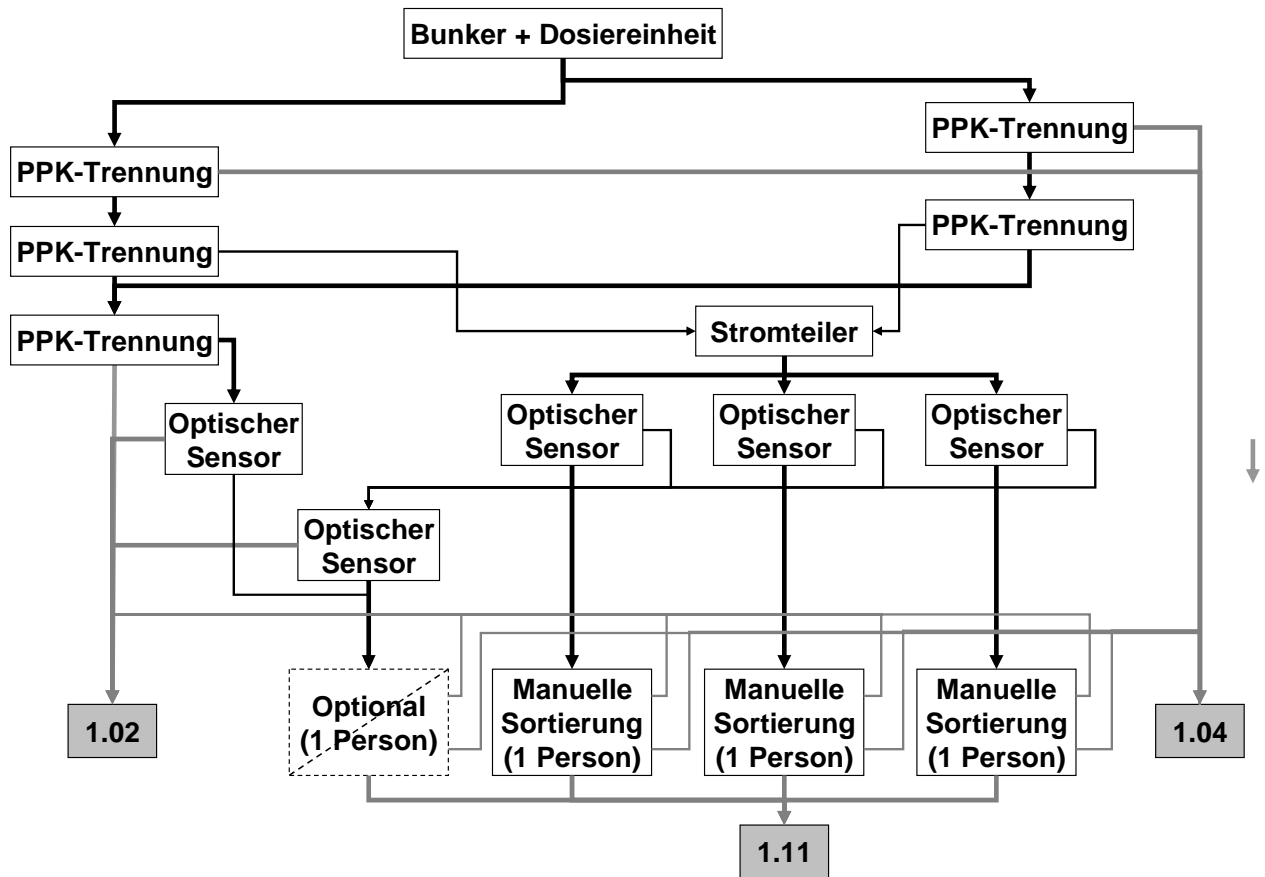 Bunker + Dosiereinheit
PPK-Trennung
PPK-Trennung
PPK-Trennung
PPK-Trennung
PPK-Trennung
Stromteiler
Optischer
Sensor
Optischer
Sensor
Optischer
Sensor
Optischer
Sensor
Optischer
Sensor
Optional
(1 Person)
Manuelle
Sortierung
(1 Person)
Manuelle
Sortierung
(1 Person)
Manuelle
Sortierung
(1 Person)
1.02
1.04
1.11